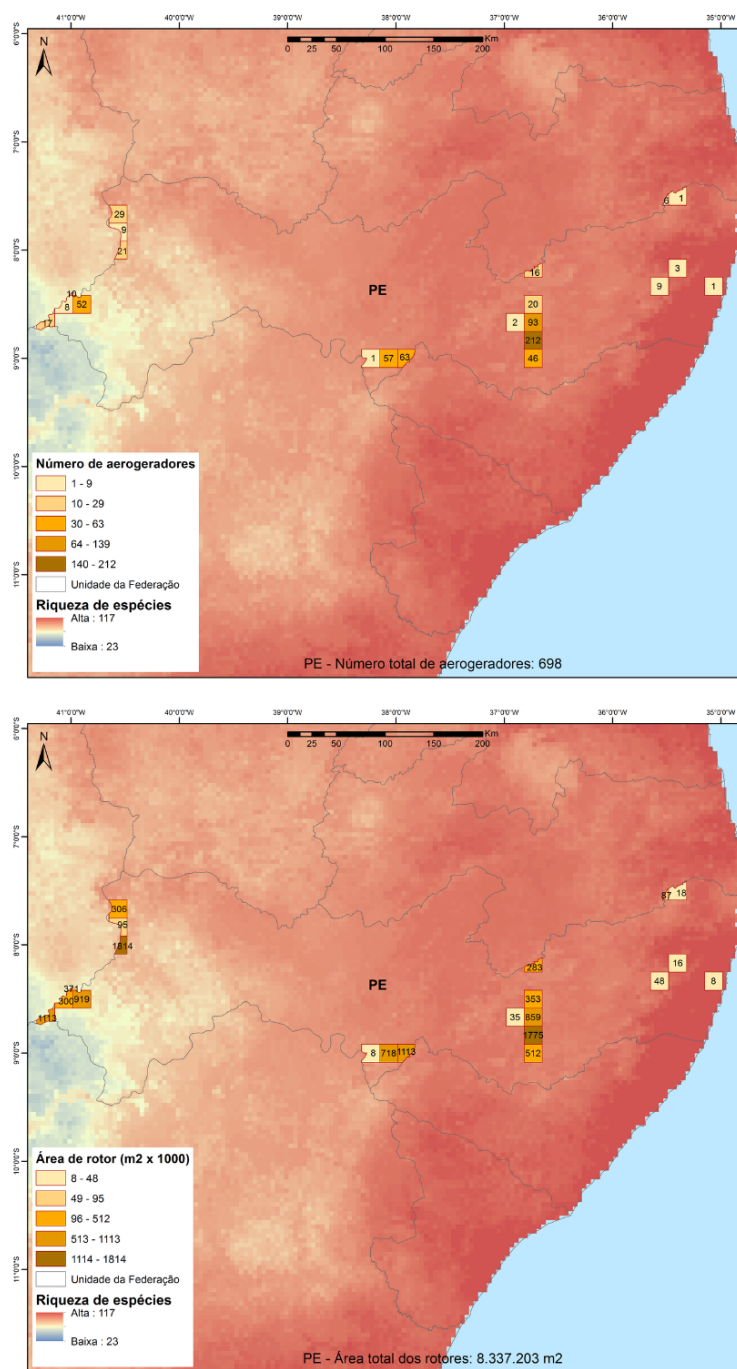 41°0'0"W 40°0'0"W 39°0'0"W 38°0'0"W 37°0'0"W 36°0'0"W 35°0'0"W
6°0'0"S
N
0 25 50 100 150 200 Km
7°0'0"S
1
6
29
9
8°0'0"S
21
3
16
PE
9 1
10
8 52
20
17
2 93
212
9°0'0"S
1 57 63
46
10°0'0"S
Número de aerogeradores
1 - 9
10 - 29
30 - 63
64 - 139
140 - 212
11°0'0"S
Unidade da Federação
Riqueza de espécies
Alta : 117
Baixa : 23
PE - Número total de aerogeradores: 698
41°0'0"W 40°0'0"W 39°0'0"W 38°0'0"W 37°0'0"W 36°0'0"W 35°0'0"W
6°0'0"S
N
0 25 50 100 150 200 Km
7°0'0"S
87 18
306
95
8°0'0"S
1814
16
283
PE
48 8
371
300 919
353
1113
35 859
1775
9°0'0"S
8 718 1113
512
10°0'0"S
Área de rotor (m2 x 1000)
8 - 48
49 - 95
96 - 512
513 - 1113
1114 - 1814
11°0'0"S
Unidade da Federação
Riqueza de espécies
Alta : 117
Baixa : 23
PE - Área total dos rotores: 8.337.203 m2